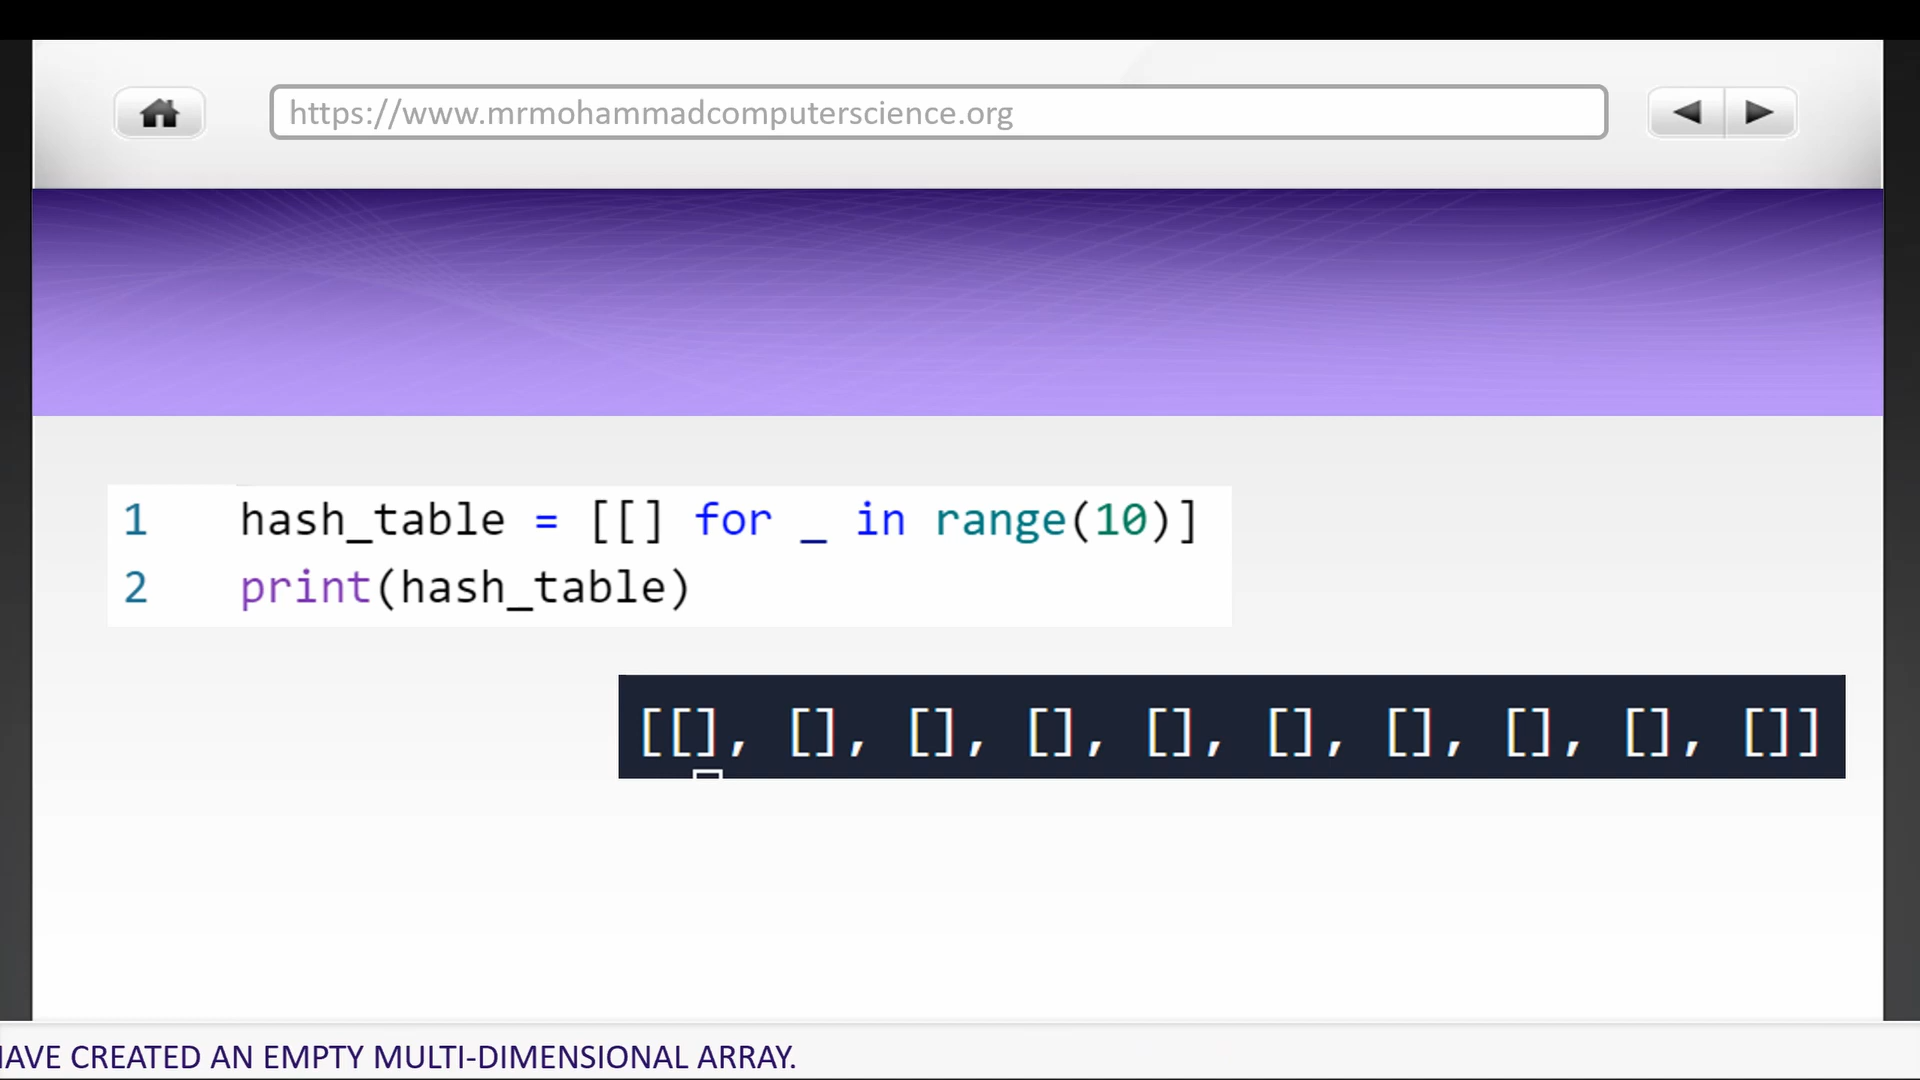 https://www.mrmohammadcomputerscience.org
1 hash_table = [[] for _ in range(10)]
2 print(hash_table)
[[], [], [], [], [], [], [], [], [], []]
AVE CREATED AN EMPTY MULTI-DIMENSIONAL ARRAY.